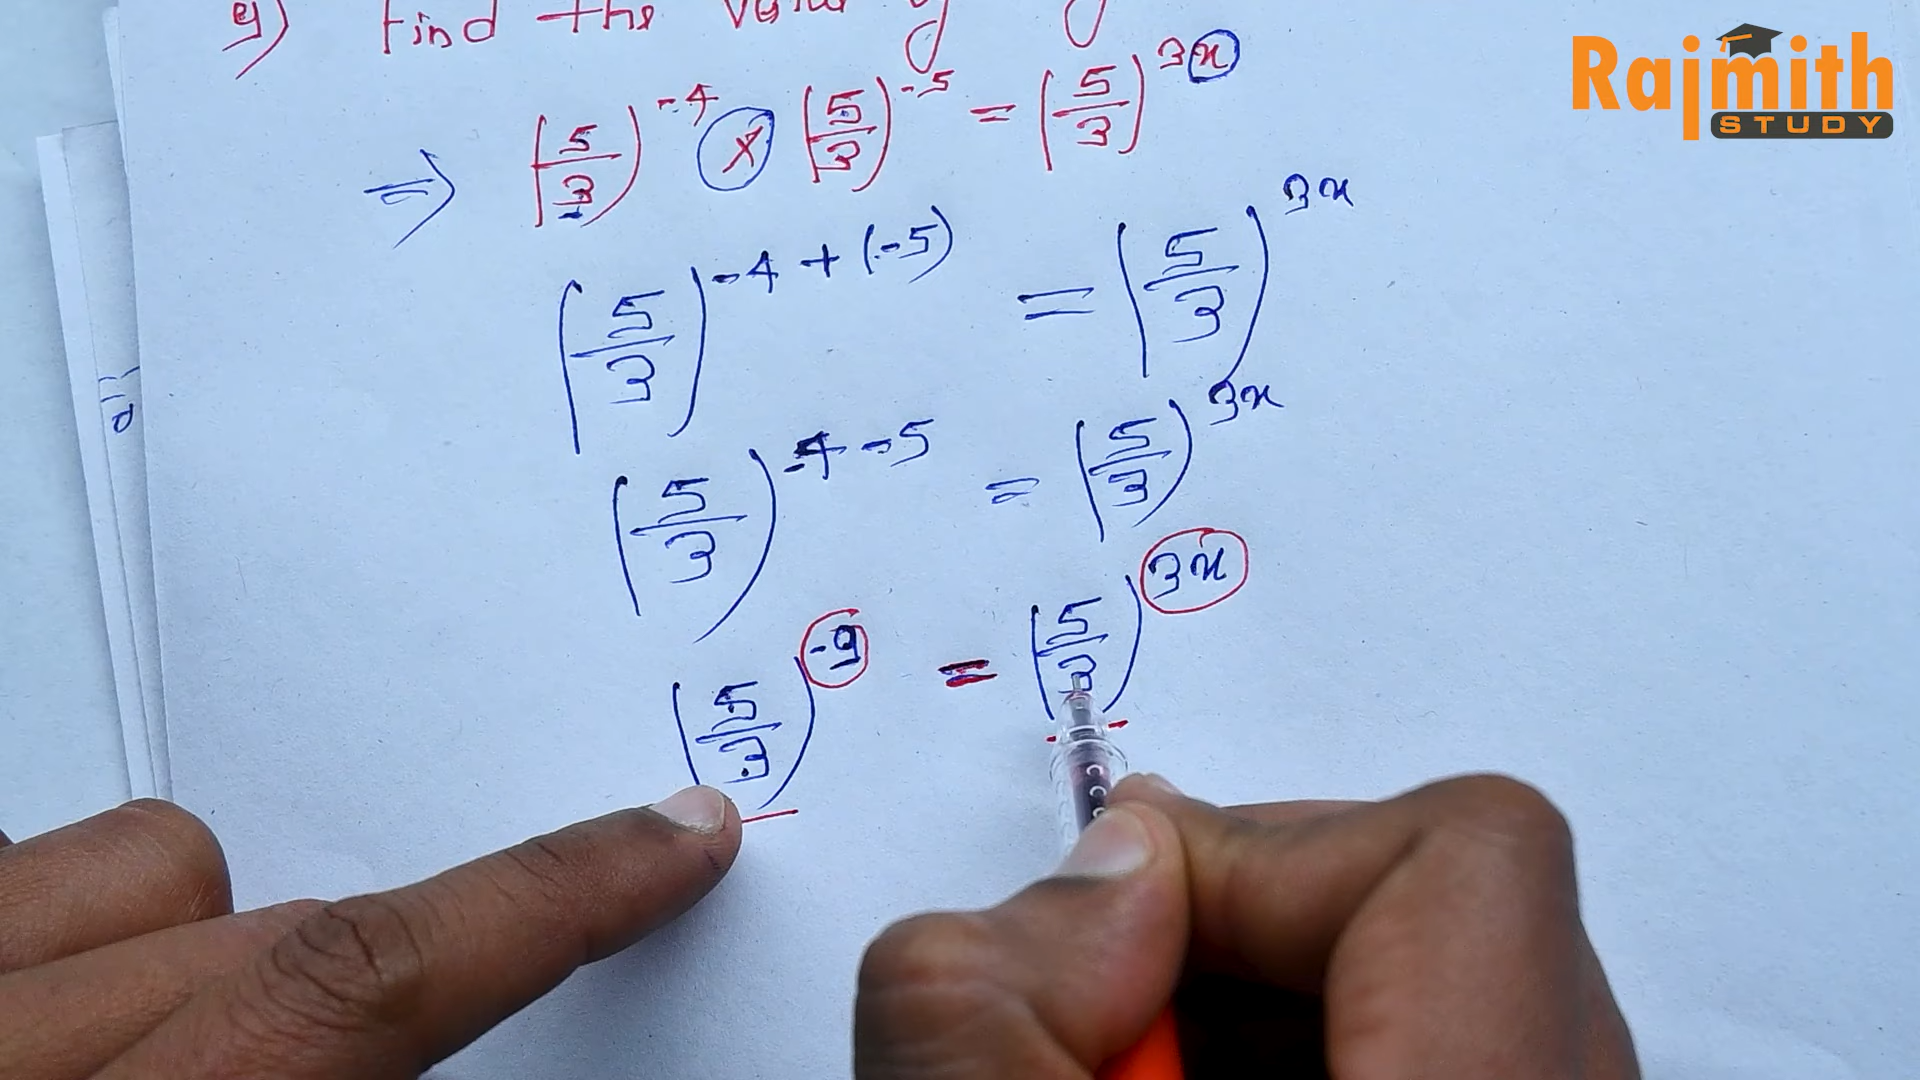 Find the
⇒ (5/3)^-4 × (5/3)^-5 = (5/3)^3x
(5/3)^-4 + (-5) = (5/3)^3x
(5/3)^-4 -5 = (5/3)^3x
(5/3)^-9 = (5/3)^3x
Rajmith
STUDY